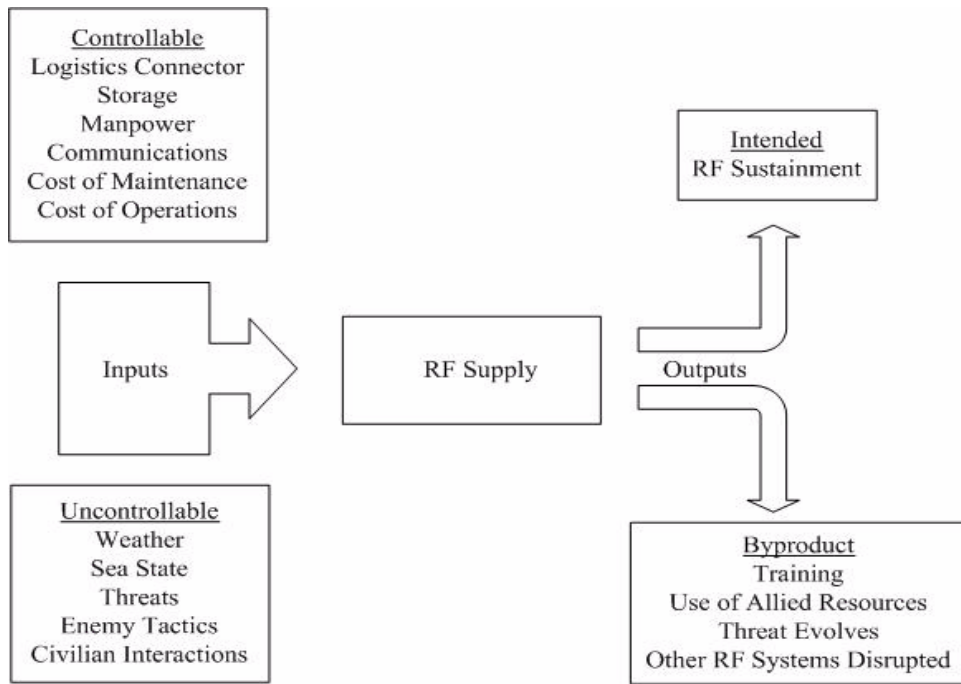 Controllable
Logistics Connector
Storage
Manpower
Communications
Cost of Maintenance
Cost of Operations
Inputs
Uncontrollable
Weather
Sea State
Threats
Enemy Tactics
Civilian Interactions
RF Supply
Outputs
Intended
RF Sustainment
Byproduct
Training
Use of Allied Resources
Threat Evolves
Other RF Systems Disrupted